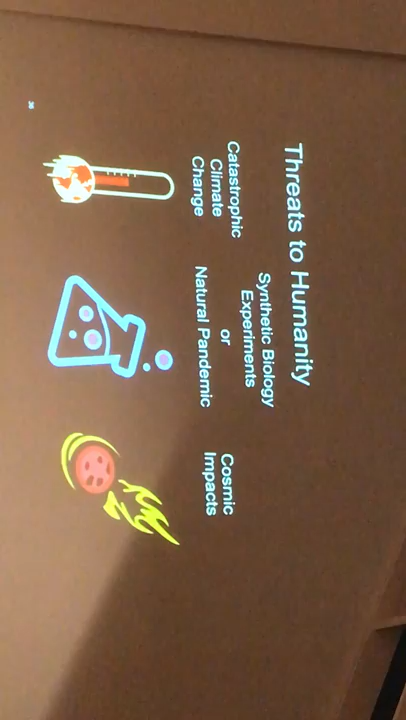 Threats to Humanity
Catastrophic
Climate
Change
Synthetic Biology
Experiments
or
Natural Pandemic
Cosmic
Impacts